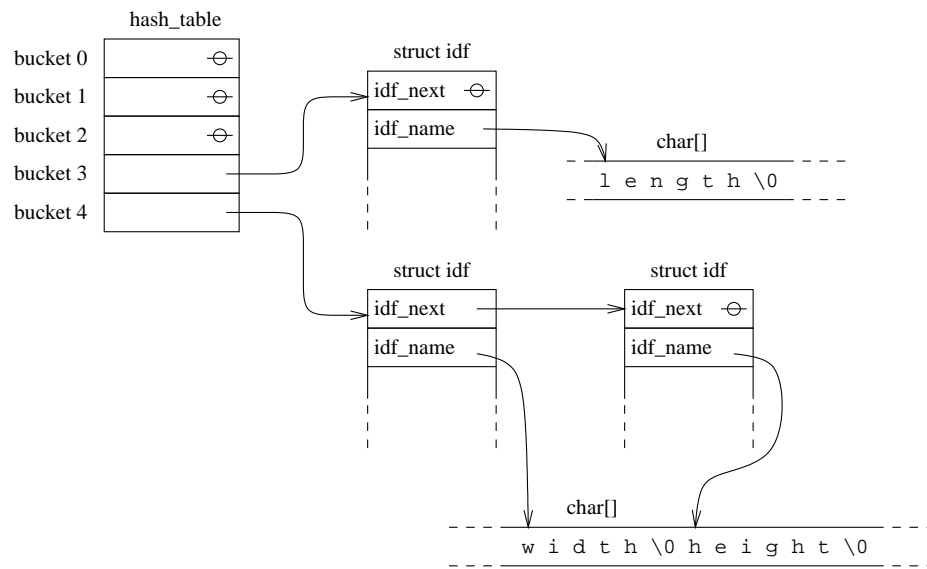 hash_table
bucket 0
bucket 1
bucket 2
bucket 3
bucket 4
struct idf
idf_next
idf_name
char[]
l e n g t h \0
struct idf
idf_next
idf_name
struct idf
idf_next
idf_name
char[]
w i d t h \0 h e i g h t \0